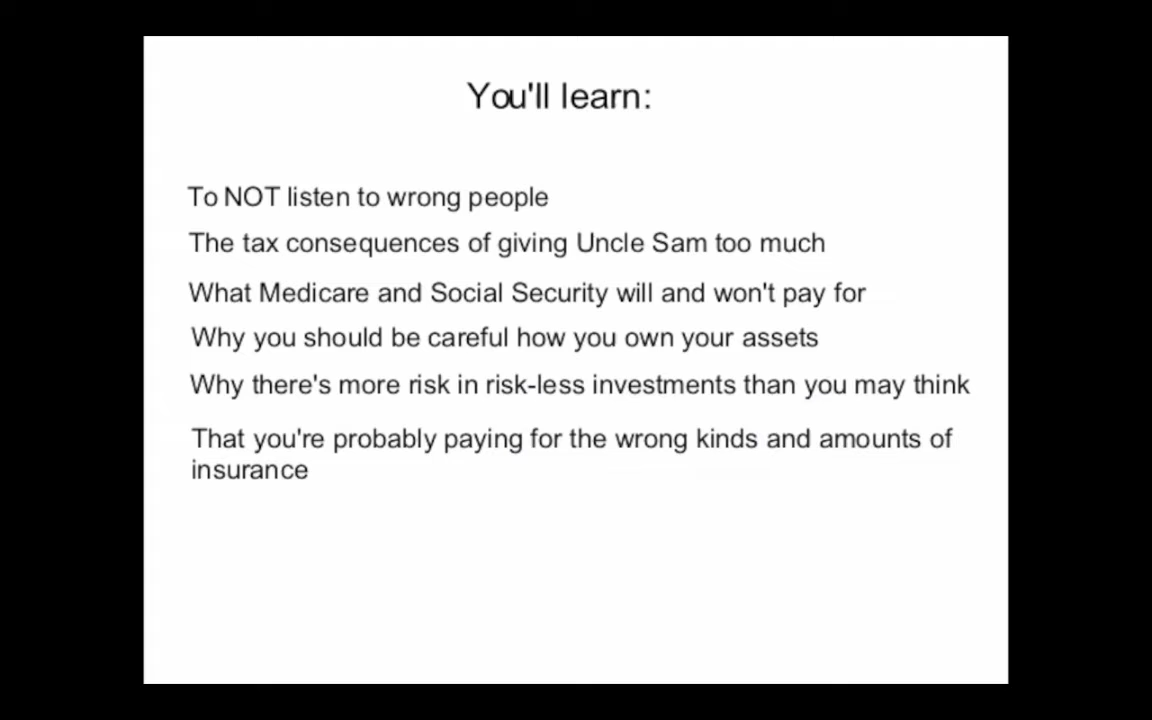 You'll learn:
To NOT listen to wrong people
The tax consequences of giving Uncle Sam too much
What Medicare and Social Security will and won't pay for
Why you should be careful how you own your assets
Why there's more risk in risk-less investments than you may think
That you're probably paying for the wrong kinds and amounts of
insurance